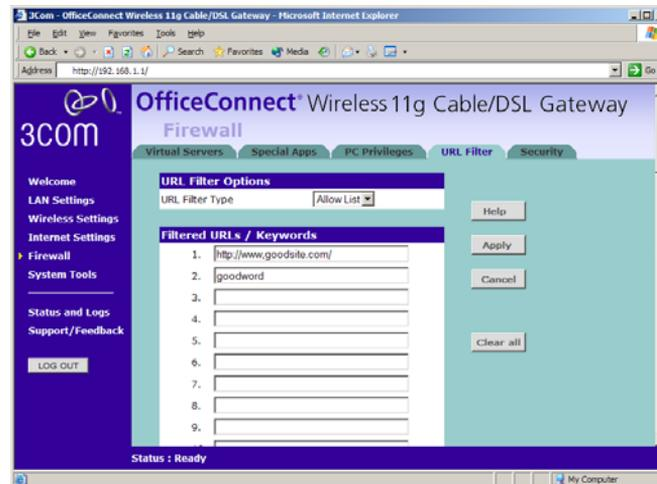 3Com - OfficeConnect Wireless 11g Cable/DSL Gateway - Microsoft Internet Explorer
File Edit View Favorites Tools Help
Back Search Favorites Media
Address http://192.168.1.1/ Go
3COM
OfficeConnect® Wireless 11g Cable/DSL Gateway
Firewall
Virtual Servers Special Apps PC Privileges URL Filter Security
Welcome
LAN Settings
Wireless Settings
Internet Settings
Firewall
System Tools
Status and Logs
Support/Feedback
LOG OUT
URL Filter Options
URL Filter Type Allow List
Filtered URLs / Keywords
1. http://www.goodsite.com/
2. goodword
3.
4.
5.
6.
7.
8.
9.
Help
Apply
Cancel
Clear all
Status : Ready
My Computer